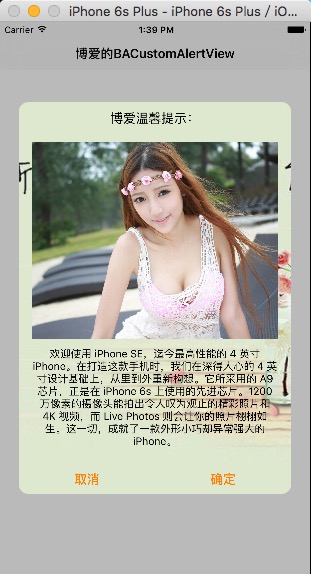 iPhone 6s Plus - iPhone 6s Plus / iO...
Carrier
1:39 AM
博爱的BACustomAlertView
博爱温馨提示:
欢迎使用 iPhone SE，迄今最高性能的 4 英寸
iPhone。在打造这款手机时，我们在深得人心的 4 英
寸设计基础上，从里到外重新构想。它所采用的 A9
芯片，正是在 iPhone 6s 上使用的先进芯片。1200
万像素的摄像头能拍出令人叹为观止的精彩照片和
4K 视频，而 Live Photos 则会让你的照片栩栩如
生。这一切，成就了一款外形小巧却异常强大的
iPhone。
取消
确定